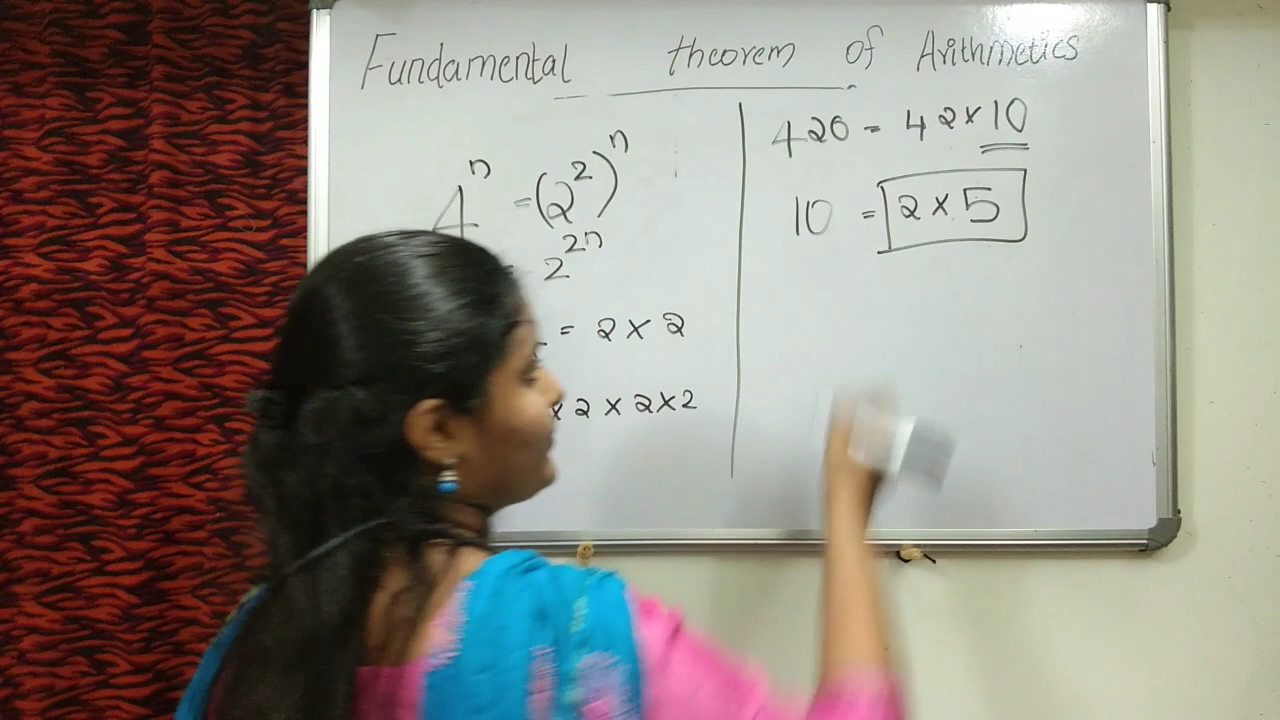 Fundamental theorem of Arithmetics
4ⁿ = (2²)ⁿ
2²ⁿ
= 2 × 2
× 2 × 2 × 2
420 = 42 × 10
10 = 2 × 5